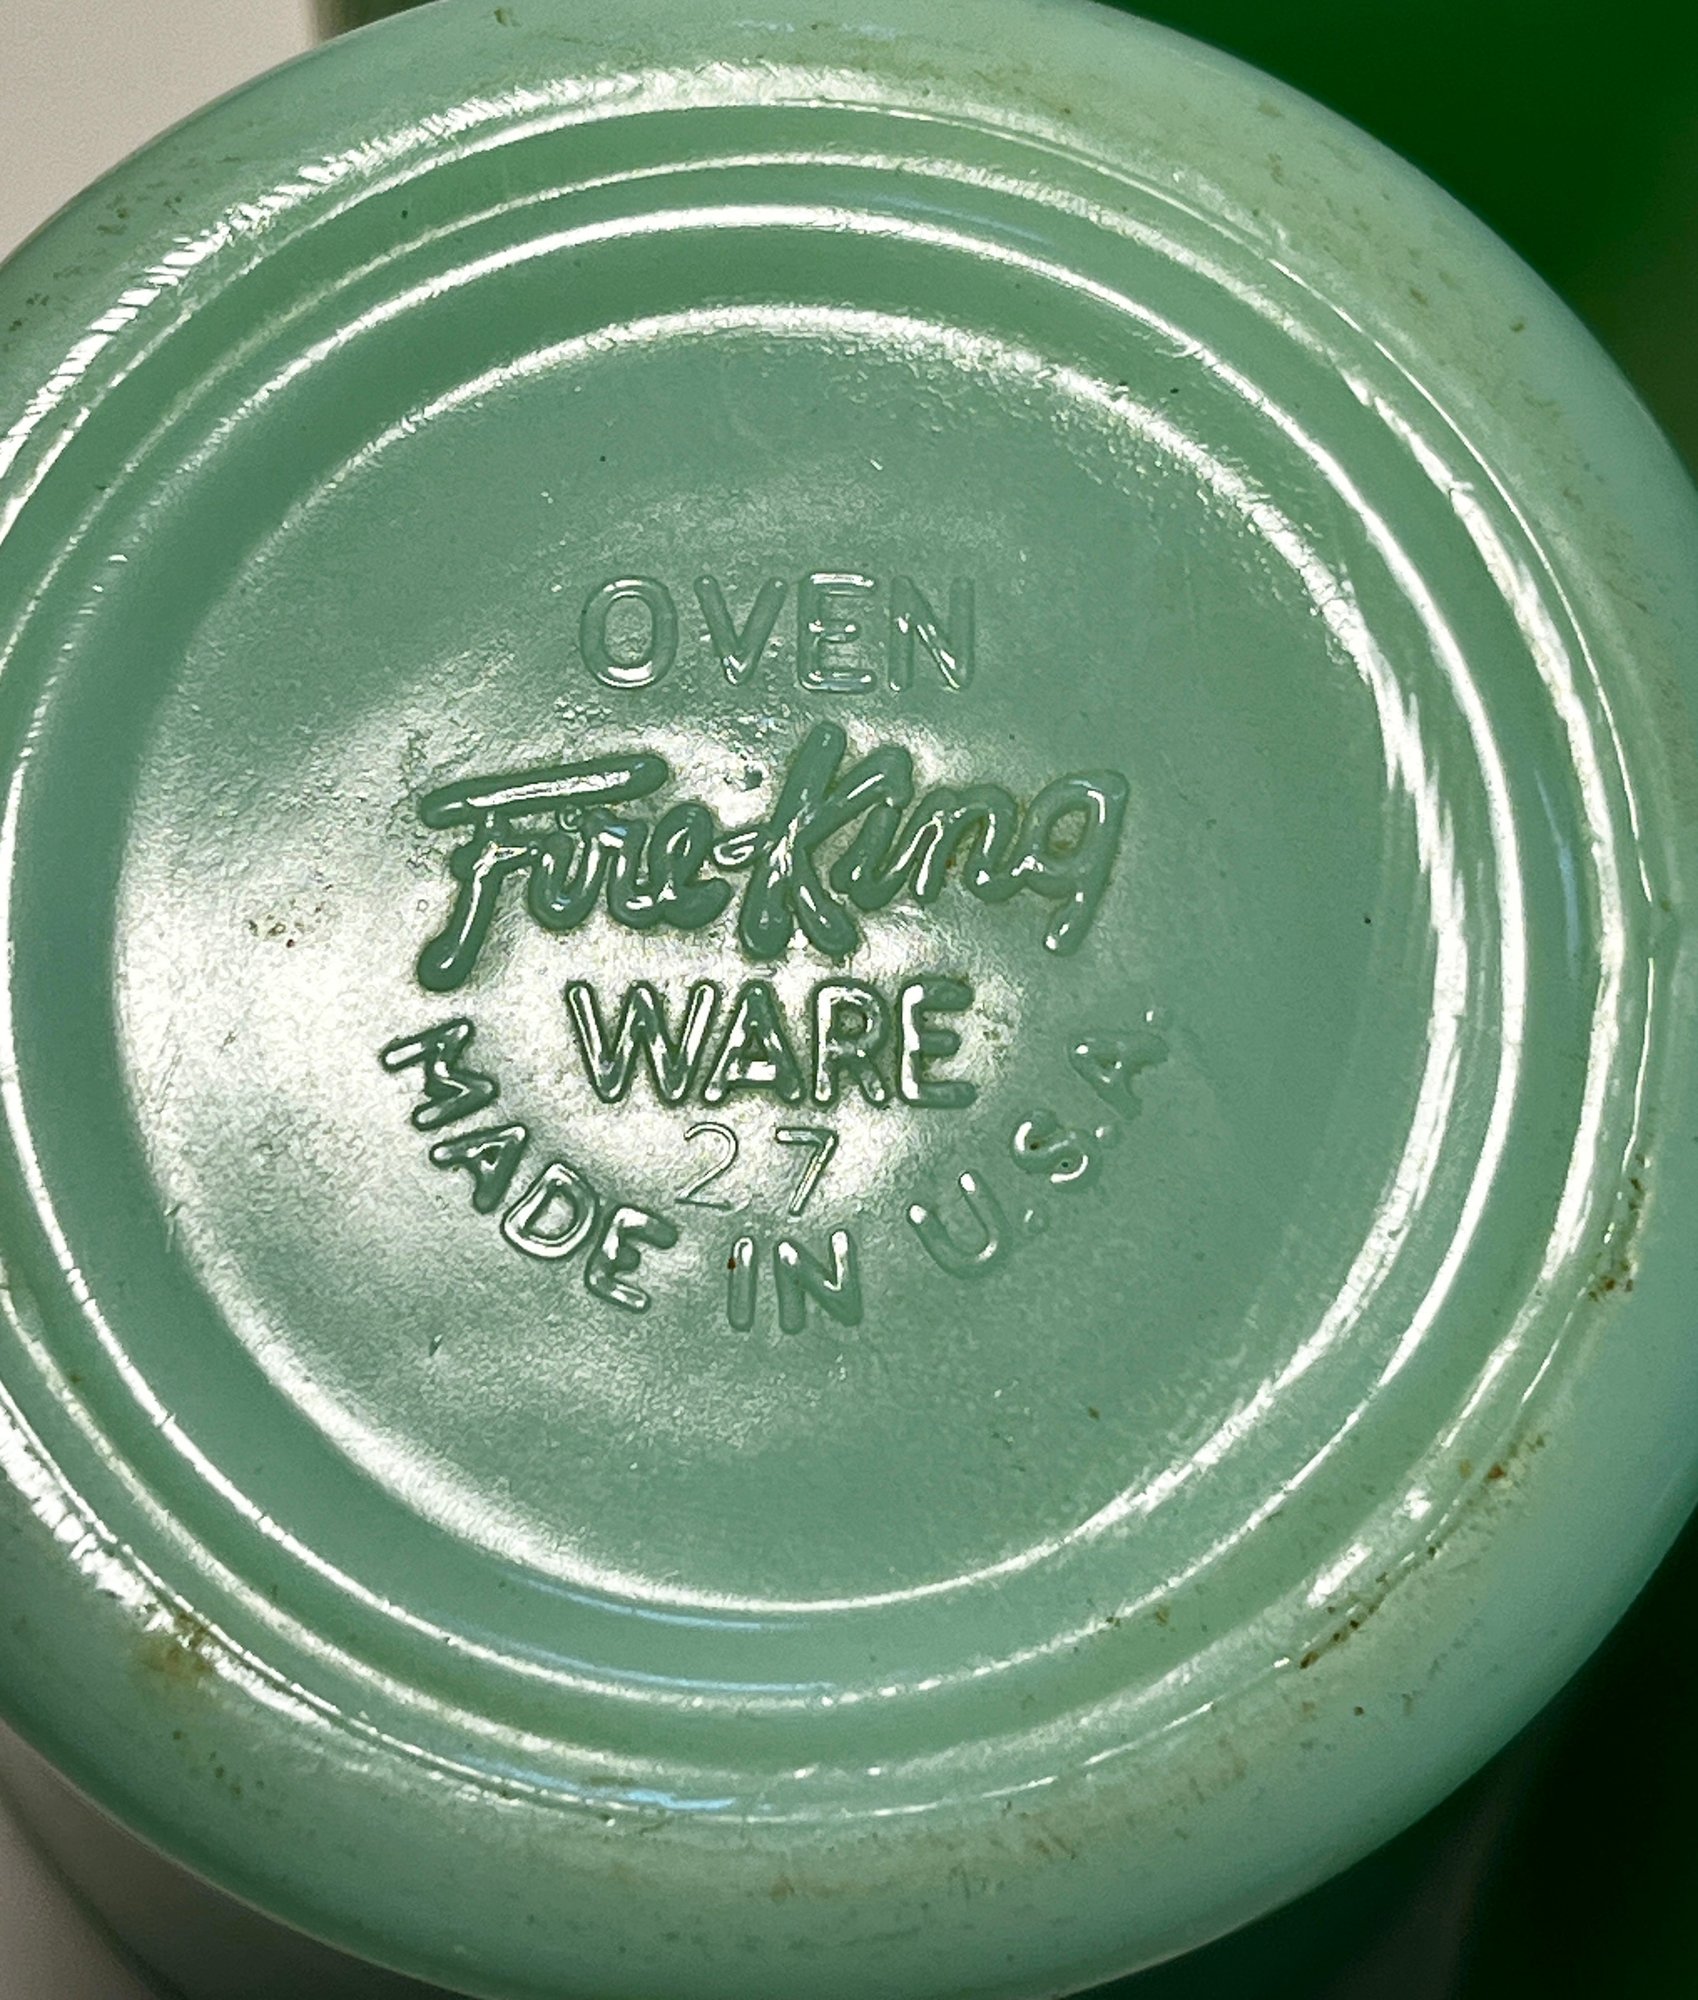 OVEN
Fire-King
WARE
27
MADE IN U.S.A.